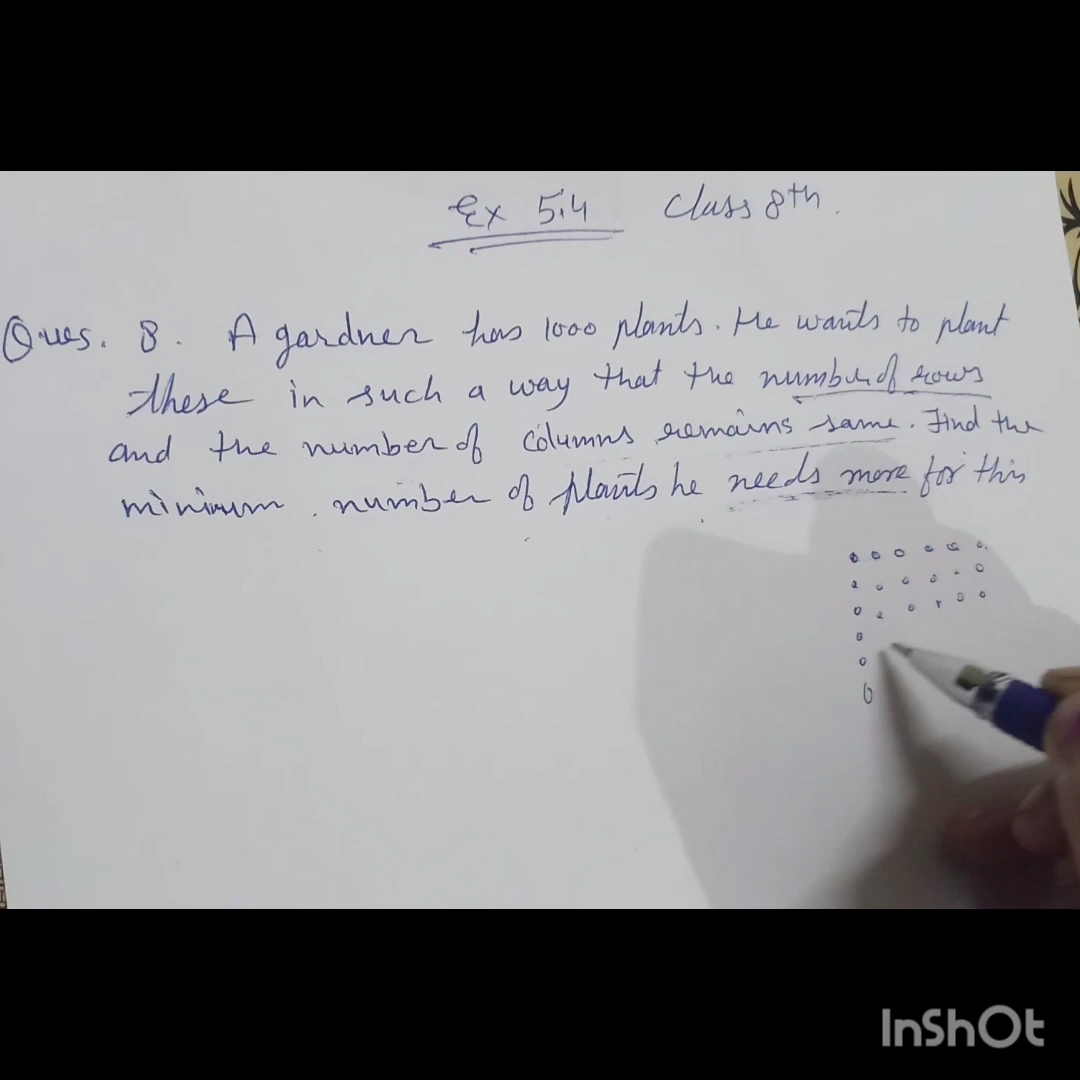 Ex 5.4 Class 8th.
Ques. 8. A gardner has 1000 plants. He wants to plant
these in such a way that the number of rows
and the number of columns remains same. Find the
minimum number of plants he needs more for this
InShOt